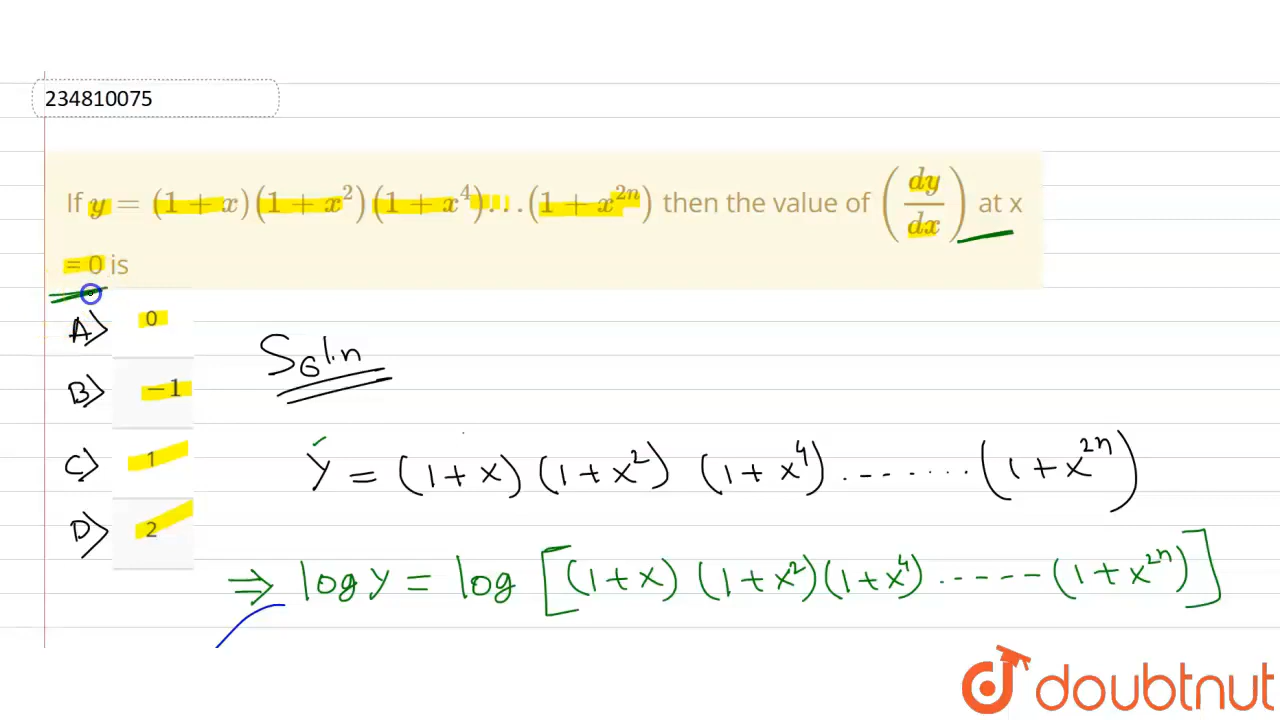 234810075
If y = (1 + x)(1 + x²)(1 + x⁴)...(1 + x²ⁿ) then the value of (dy/dx) at x
= 0 is
A) 0
B) −1
C) 1
D) 2
Soln
y = (1 + x) (1 + x²) (1 + x⁴) ........... (1 + x²ⁿ)
⇒ log y = log [(1 + x) (1 + x²) (1 + x⁴) ------ (1 + x²ⁿ)]
doubtnut